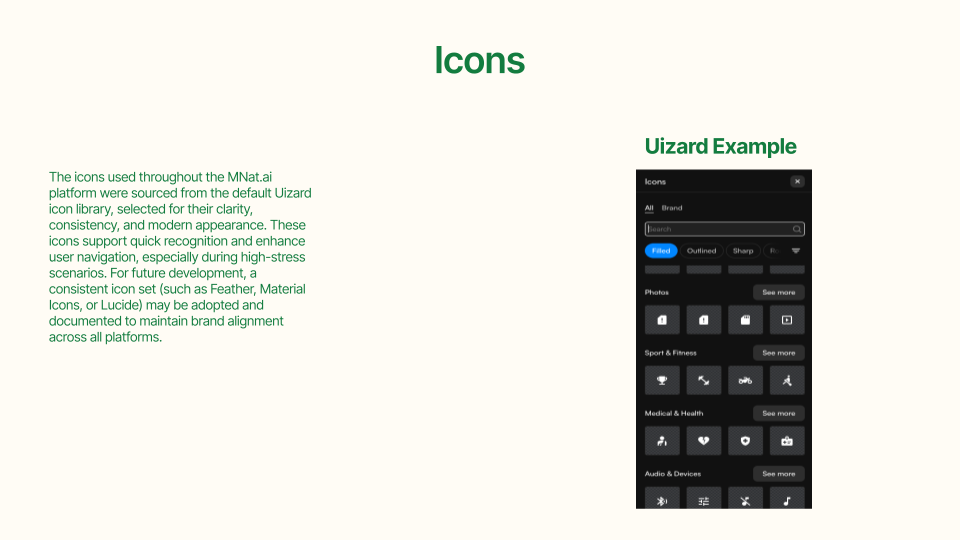 Icons
The icons used throughout the MNat.ai
platform were sourced from the default Uizard
icon library, selected for their clarity,
consistency, and modern appearance. These
icons support quick recognition and enhance
user navigation, especially during high-stress
scenarios. For future development, a
consistent icon set (such as Feather, Material
Icons, or Lucide) may be adopted and
documented to maintain brand alignment
across all platforms.
Uizard Example
Icons
All Brand
Search
Filled Outlined Sharp
Photos See more
Sport & Fitness See more
Medical & Health See more
Audio & Devices See more